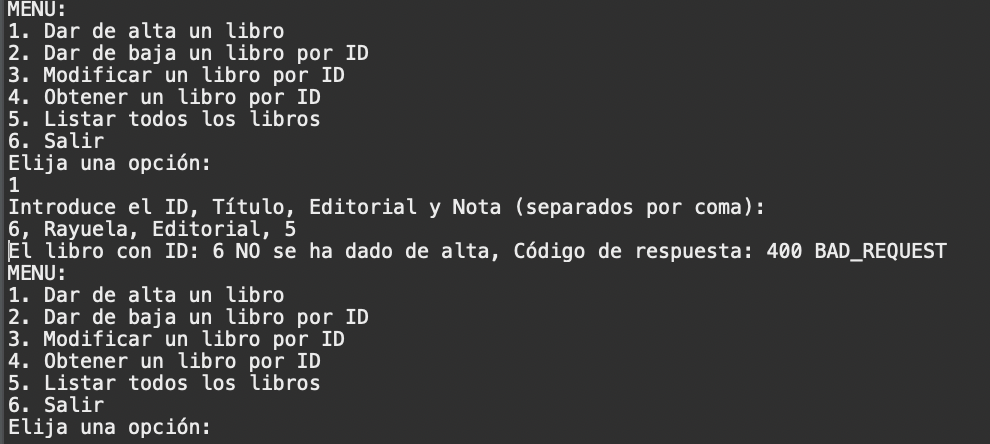 MENU:
1. Dar de alta un libro
2. Dar de baja un libro por ID
3. Modificar un libro por ID
4. Obtener un libro por ID
5. Listar todos los libros
6. Salir
Elija una opción:
1
Introduce el ID, Título, Editorial y Nota (separados por coma):
6, Rayuela, Editorial, 5
El libro con ID: 6 NO se ha dado de alta, Código de respuesta: 400 BAD_REQUEST
MENU:
1. Dar de alta un libro
2. Dar de baja un libro por ID
3. Modificar un libro por ID
4. Obtener un libro por ID
5. Listar todos los libros
6. Salir
Elija una opción: